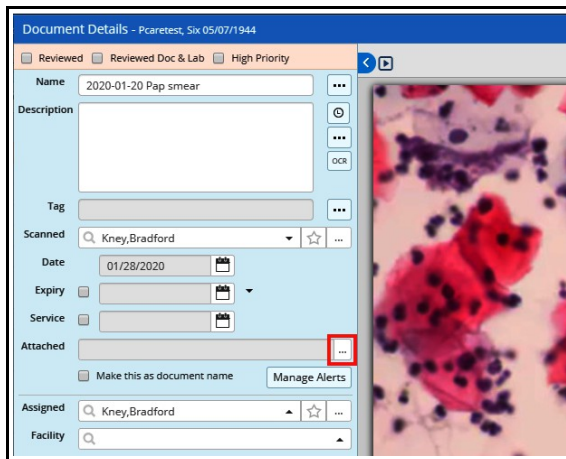 Document Details - Pcaretest, Six 05/07/1944
Reviewed Reviewed Doc & Lab High Priority
Name 2020-01-20 Pap smear ...
Description
...
OCR
Tag ...
Scanned Kney,Bradford ...
Date 01/28/2020
Expiry
Service
Attached ...
Make this as document name Manage Alerts
Assigned Kney,Bradford ...
Facility